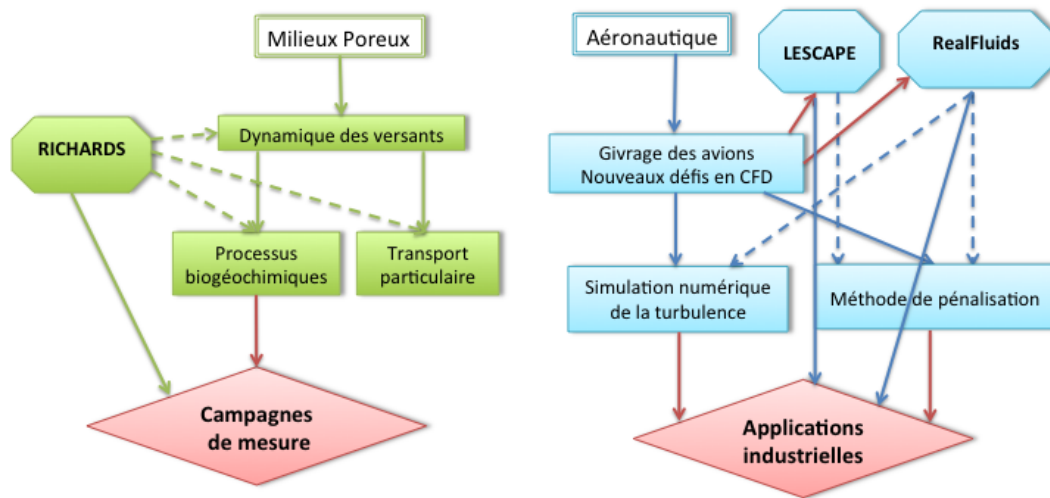 Milieux Poreux
RICHARDS
Dynamique des versants
Processus
biogéochimiques
Transport
particulaire
Campagnes
de mesure
Aéronautique
LESCAPE
RealFluids
Givrage des avions
Nouveaux défis en CFD
Simulation numérique
de la turbulence
Méthode de pénalisation
Applications
industrielles